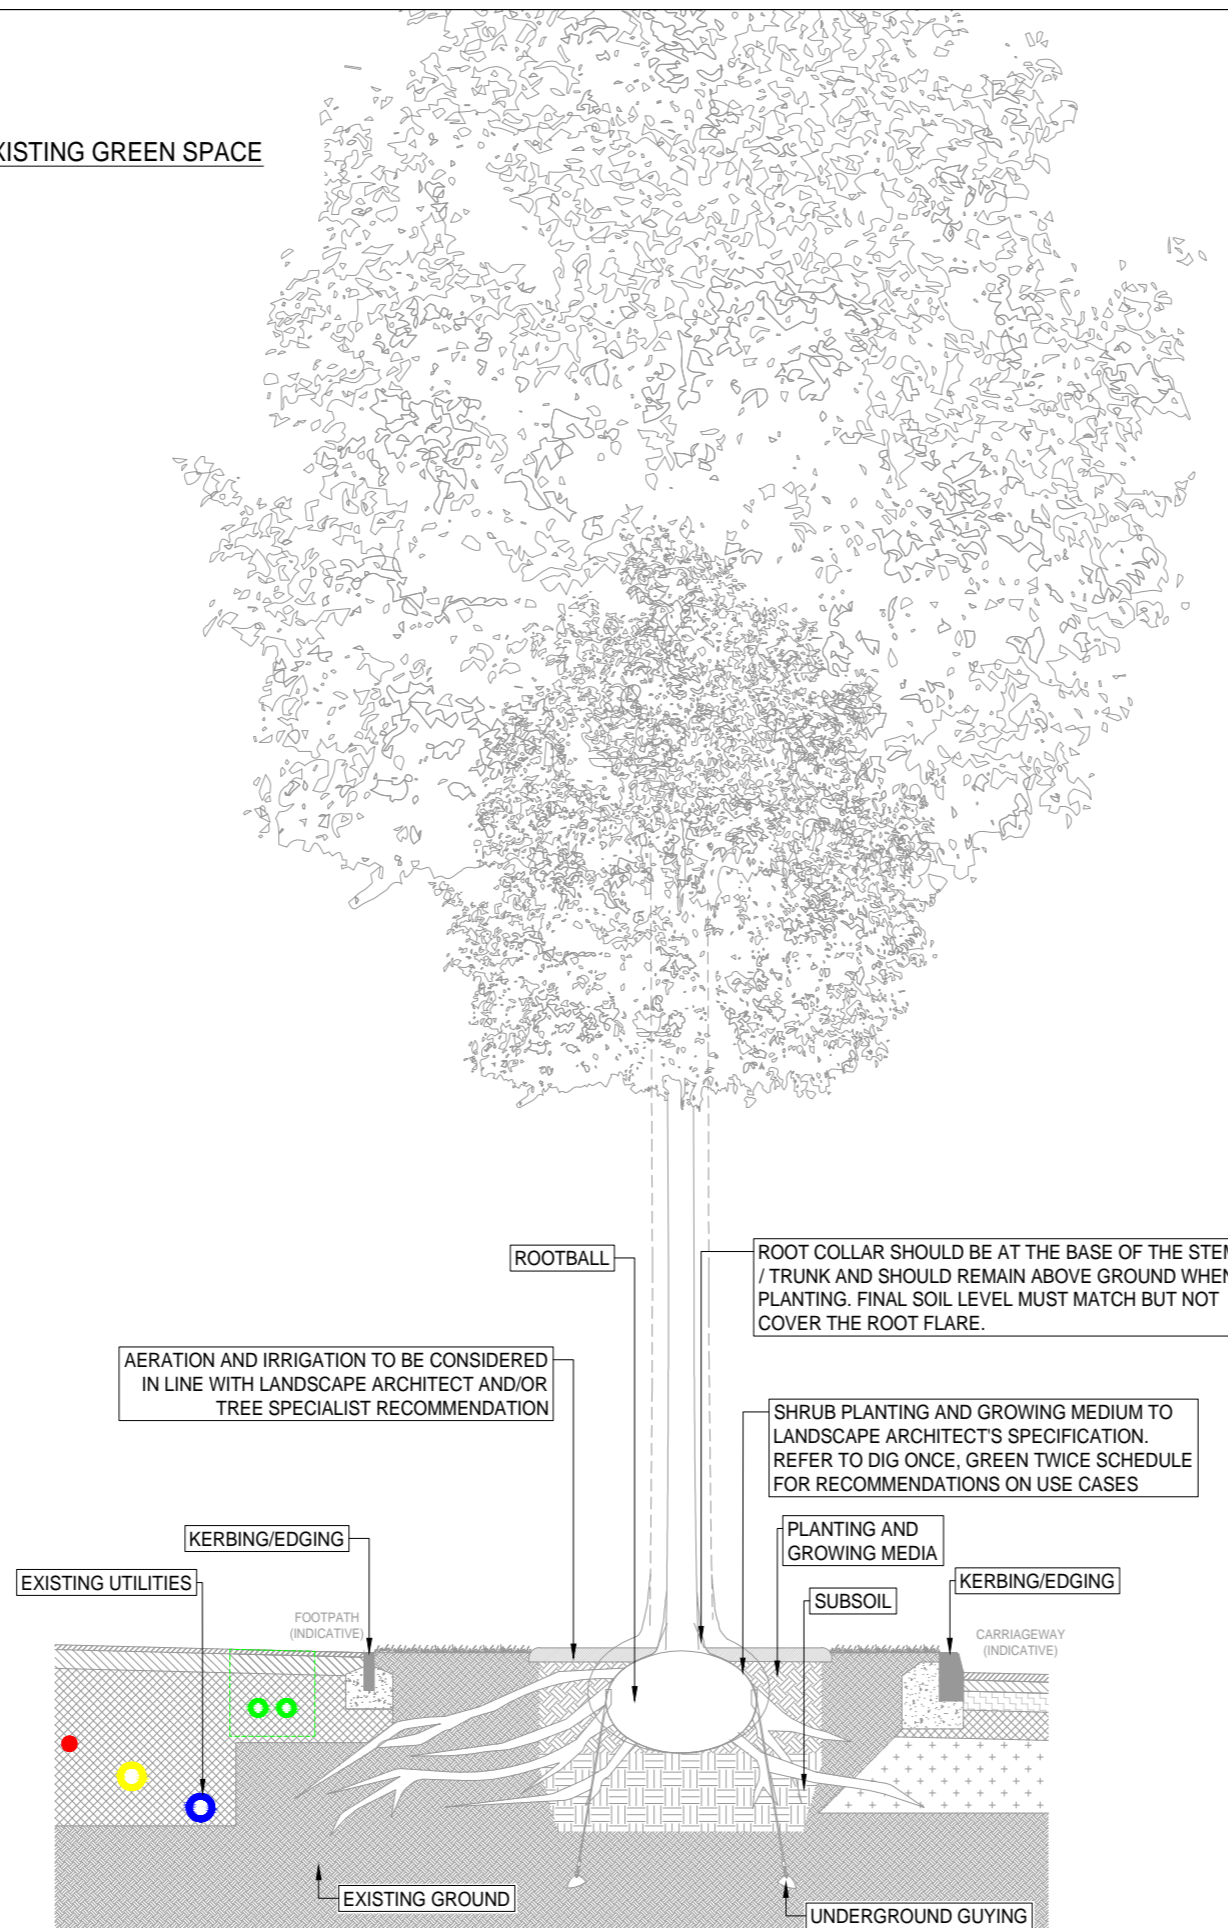 XISTING GREEN SPACE
ROOTBALL
ROOT COLLAR SHOULD BE AT THE BASE OF THE STEM
/ TRUNK AND SHOULD REMAIN ABOVE GROUND WHEN
PLANTING. FINAL SOIL LEVEL MUST MATCH BUT NOT
COVER THE ROOT FLARE.
AERATION AND IRRIGATION TO BE CONSIDERED
IN LINE WITH LANDSCAPE ARCHITECT AND/OR
TREE SPECIALIST RECOMMENDATION
SHRUB PLANTING AND GROWING MEDIUM TO
LANDSCAPE ARCHITECT'S SPECIFICATION.
REFER TO DIG ONCE, GREEN TWICE SCHEDULE
FOR RECOMMENDATIONS ON USE CASES
KERBING/EDGING
PLANTING AND
GROWING MEDIA
EXISTING UTILITIES
KERBING/EDGING
SUBSOIL
FOOTPATH
(INDICATIVE)
CARRIAGEWAY
(INDICATIVE)
EXISTING GROUND
UNDERGROUND GUYING